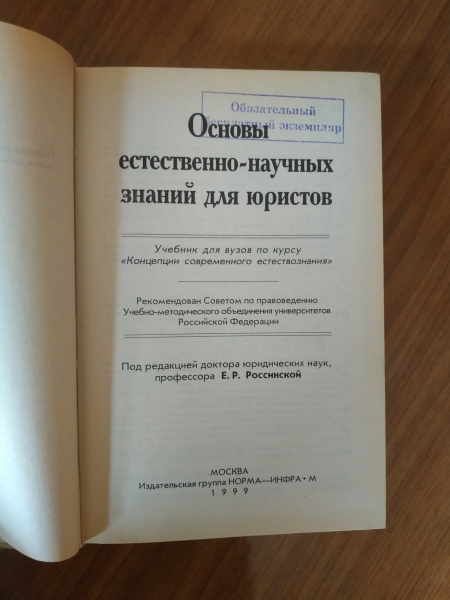 Обязательный
бесплатный экземпляр
Основы
естественно-научных
знаний для юристов
Учебник для вузов по курсу
«Концепции современного естествознания»
Рекомендован Советом по правоведению
Учебно-методического объединения университетов
Российской Федерации
Под редакцией доктора юридических наук,
профессора Е. Р. Россинской
МОСКВА
Издательская группа НОРМА—ИНФРА • М
1999